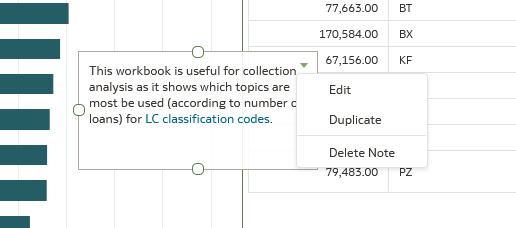 77,663.00 BT
170,584.00 BX
67,156.00 KF
This workbook is useful for collection
analysis as it shows which topics are
most be used (according to number
loans) for LC classification codes.
Edit
Duplicate
Delete Note
79,483.00 PZ